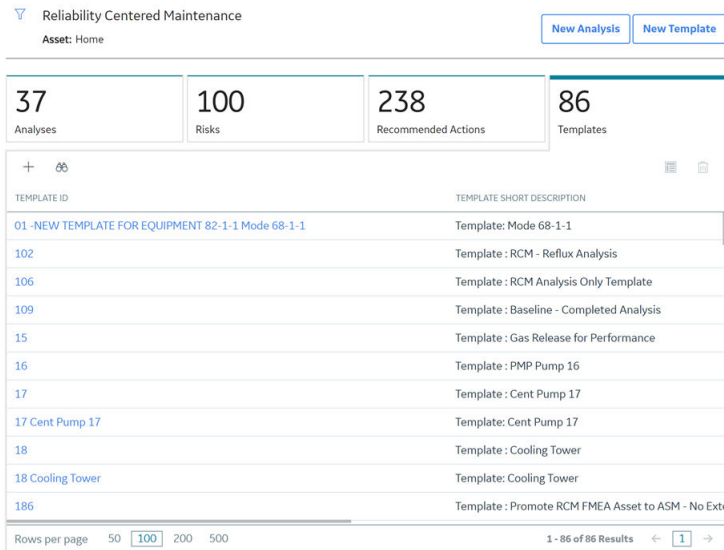 Reliability Centered Maintenance
Asset: Home
New Analysis
New Template
37
Analyses
100
Risks
238
Recommended Actions
86
Templates
TEMPLATE ID TEMPLATE SHORT DESCRIPTION
01 -NEW TEMPLATE FOR EQUIPMENT 82-1-1 Mode 68-1-1 Template: Mode 68-1-1
102 Template : RCM - Reflux Analysis
106 Template : RCM Analysis Only Template
109 Template : Baseline - Completed Analysis
15 Template : Gas Release for Performance
16 Template : PMP Pump 16
17 Template : Cent Pump 17
17 Cent Pump 17 Template: Cent Pump 17
18 Template : Cooling Tower
18 Cooling Tower Template: Cooling Tower
186 Template : Promote RCM FMEA Asset to ASM - No Exte
Rows per page 50 100 200 500 1 - 86 of 86 Results 1